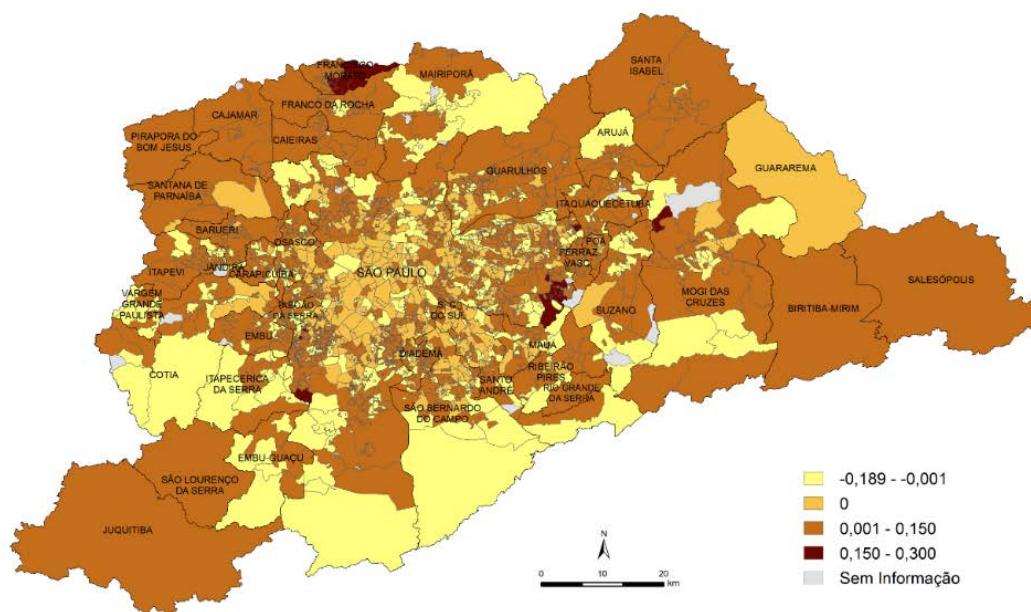 SANTA
ISABEL
FRANCISCO
MORATO
MAIRIPORÃ
FRANCO DA ROCHA
CAJAMAR
ARUJÁ
PIRAPORA DO
BOM JESUS
CAIEIRAS
GUARULHOS
GUARAREMA
SANTANA DE
PARNAÍBA
ITAQUAQUECETUBA
BARUERI
OSASCO
POÁ
FERRAZ
VASC
ITAPEVI
JANDIRA
CARAPICUÍBA
SÃO PAULO
SALESÓPOLIS
VARGEM
GRANDE
PAULISTA
TABOÃO
DA SERRA
S. C.
DO SUL
SUZANO
MOGI DAS
CRUZES
BIRITIBA-MIRIM
EMBU
MAUÁ
DIADEMA
COTIA
ITAPECERICA
DA SERRA
RIBEIRÃO
PIRES
SANTO
ANDRÉ
RIO GRANDE
DA SERRA
SÃO BERNARDO
DO CAMPO
EMBU-GUAÇU
SÃO LOURENÇO
DA SERRA
JUQUITIBA
-0,189 - -0,001
0
0,001 - 0,150
0,150 - 0,300
Sem Informação
N
0 10 20
km